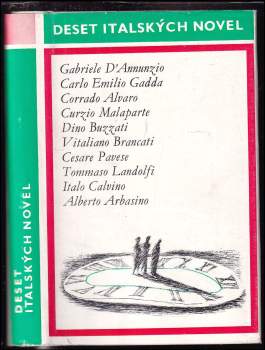 DESET ITALSKÝCH NOVEL
Gabriele D'Annunzio
Carlo Emilio Gadda
Corrado Alvaro
Curzio Malaparte
Dino Buzzati
Vitaliano Brancati
Cesare Pavese
Tommaso Landolfi
Italo Calvino
Alberto Arbasino
DESET
ITALSKÝCH NOVEL